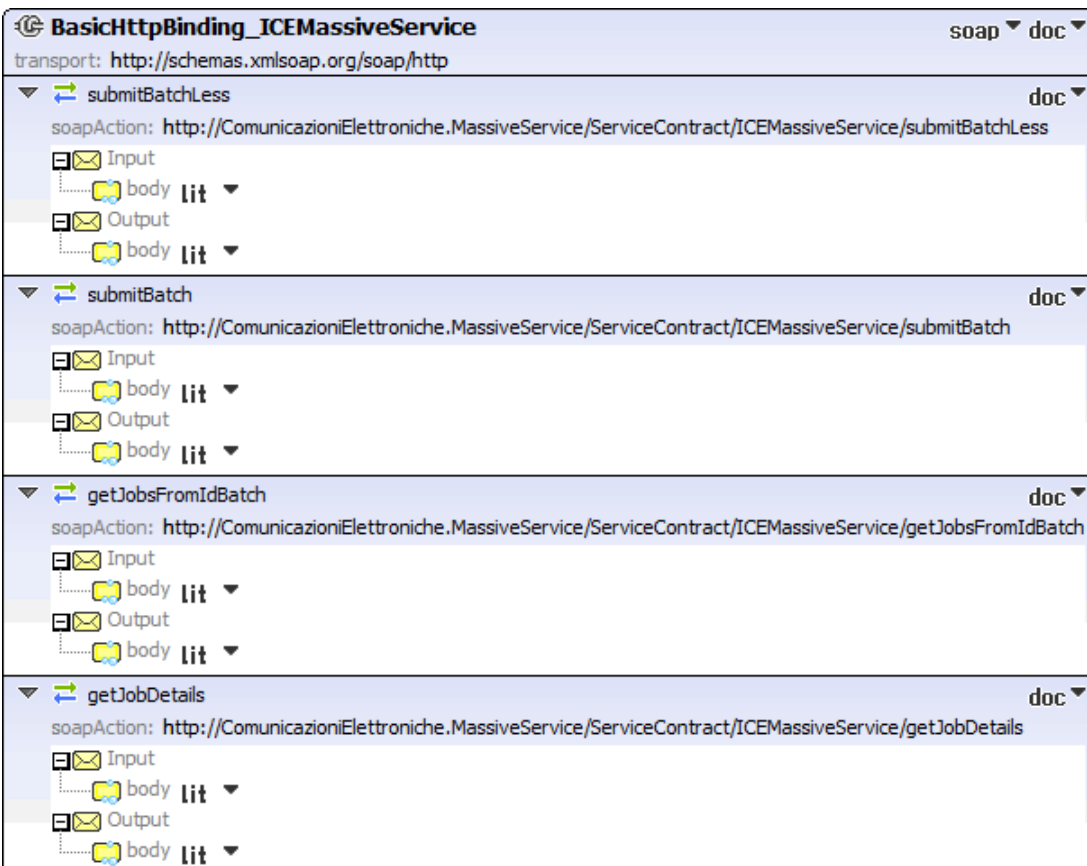 BasicHttpBinding_ICEMassiveService soap doc
transport: http://schemas.xmlsoap.org/soap/http
submitBatchLess doc
soapAction: http://ComunicazioniElettroniche.MassiveService/ServiceContract/ICEMassiveService/submitBatchLess
Input
body lit
Output
body lit
submitBatch doc
soapAction: http://ComunicazioniElettroniche.MassiveService/ServiceContract/ICEMassiveService/submitBatch
Input
body lit
Output
body lit
getJobsFromIdBatch doc
soapAction: http://ComunicazioniElettroniche.MassiveService/ServiceContract/ICEMassiveService/getJobsFromIdBatch
Input
body lit
Output
body lit
getJobDetails doc
soapAction: http://ComunicazioniElettroniche.MassiveService/ServiceContract/ICEMassiveService/getJobDetails
Input
body lit
Output
body lit